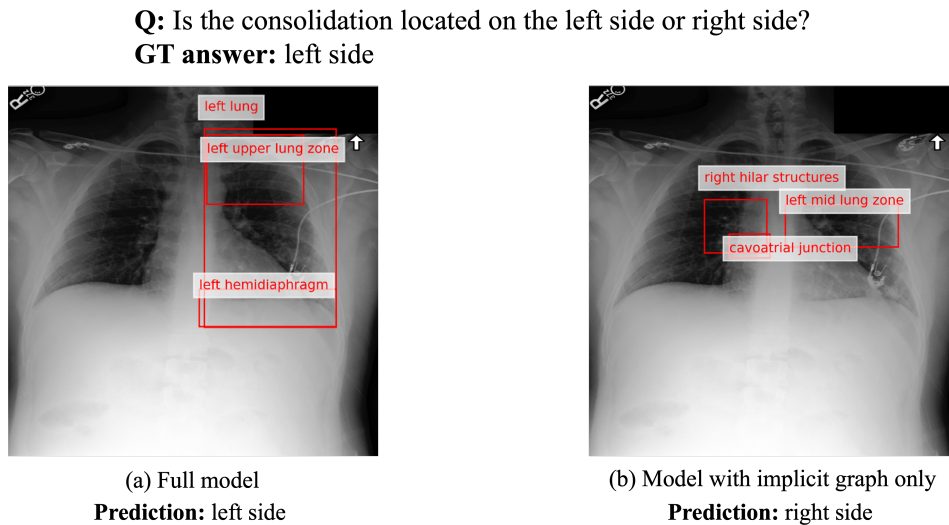 Q: Is the consolidation located on the left side or right side?
GT answer: left side
left lung
left upper lung zone
left hemidiaphragm
right hilar structures
left mid lung zone
cavoatrial junction
(a) Full model
Prediction: left side
(b) Model with implicit graph only
Prediction: right side